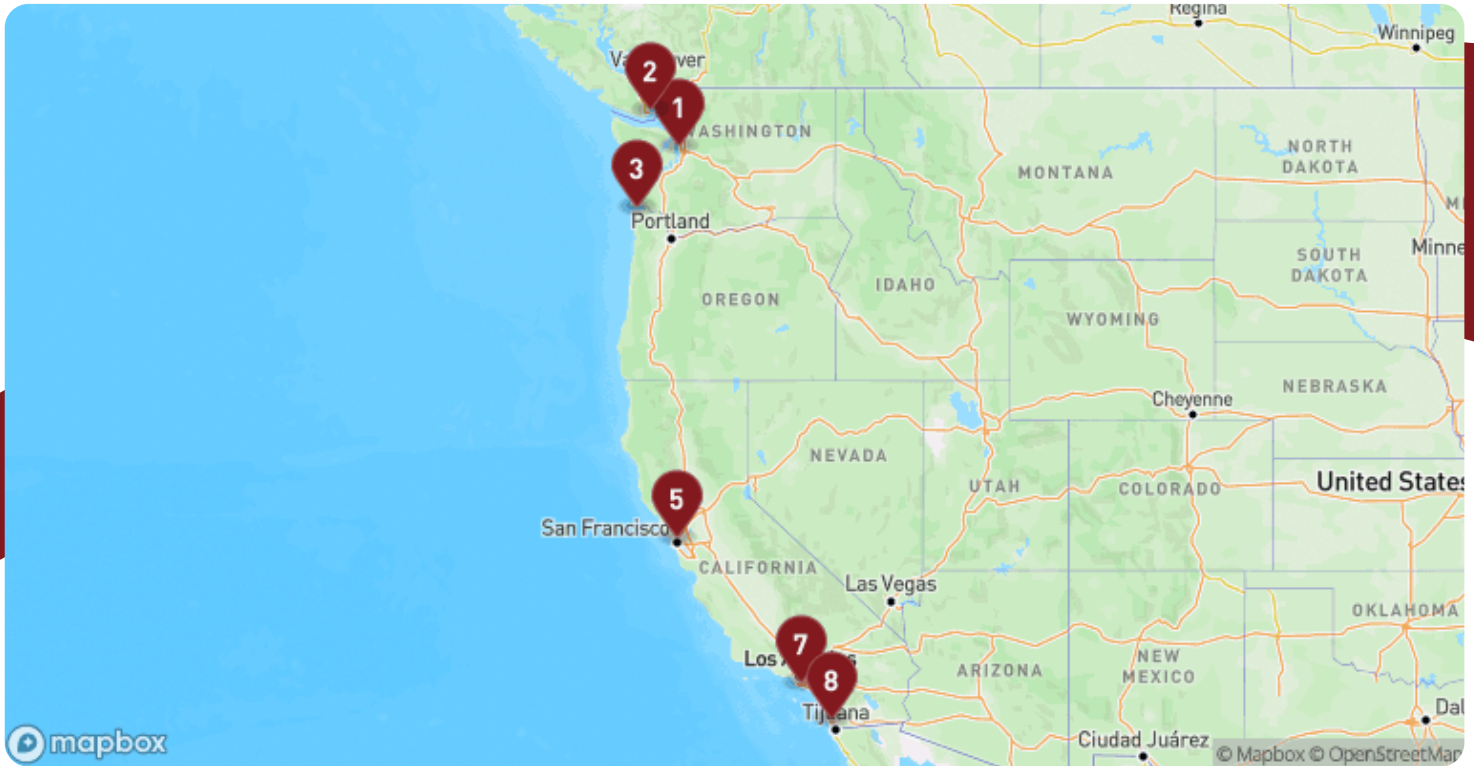 Regina
Winnipeg
2
1
WASHINGTON
NORTH
DAKOTA
MONTANA
3
Portland
Minne
SOUTH
DAKOTA
IDAHO
OREGON
WYOMING
NEBRASKA
Cheyenne
NEVADA
United States
UTAH
COLORADO
5
San Francisco
CALIFORNIA
Las Vegas
OKLAHOMA
7
Los
8
ARIZONA
NEW
MEXICO
Tijuana
Dal
Ciudad Juárez
mapbox
© Mapbox © OpenStreetMap